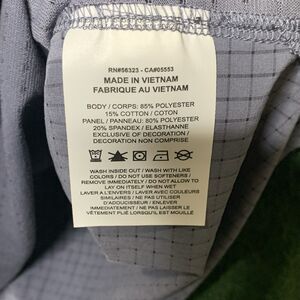 RN#56323 - CA#05553
MADE IN VIETNAM
FABRIQUE AU VIETNAM
BODY / CORPS: 85% POLYESTER
15% COTTON / COTON
PANEL / PANNEAU: 80% POLYESTER
20% SPANDEX / ELASTHANNE
EXCLUSIVE OF DECORATION /
DECORATION NON COMPRISE
WASH INSIDE OUT / WASH WITH LIKE
COLORS / DO NOT USE SOFTENERS /
REMOVE IMMEDIATELY / DO NOT ALLOW TO
LAY ON ITSELF WHEN WET
LAVER A L'ENVERS / LAVER AVEC COULEURS
SIMILAIRES / NE PAS UTILISER
D'ADOUCISSEUR / ENLEVER
IMMEDIATEMENT / NE PAS LAISSER LE
VÊTEMENT PLIÉ LORSQU'IL EST MOUILLÉ